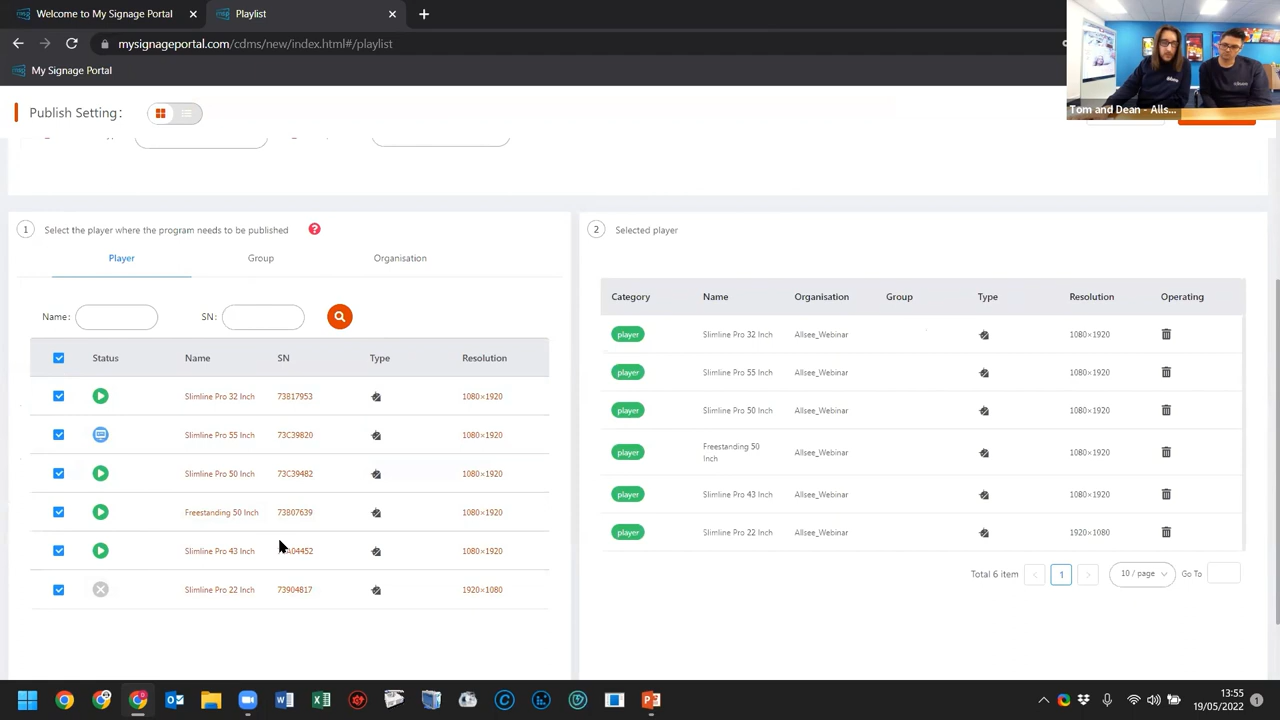 Welcome to My Signage Portal
Playlist
mysignageportal.com/cdms/new/index.html#/playlist
My Signage Portal
Tom and Dean - Alls...
Publish Setting:
1 Select the player where the program needs to be published ?
Player Group Organisation
Name: SN:
Status Name SN Type Resolution
Slimline Pro 32 Inch 73817953 1080×1920
Slimline Pro 55 Inch 73C39820 1080×1920
Slimline Pro 50 Inch 73C39482 1080×1920
Freestanding 50 Inch 73807639 1080×1920
Slimline Pro 43 Inch 1080×1920
Slimline Pro 22 Inch 73904817 1920×1080
2 Selected player
Category Name Organisation Group Type Resolution Operating
player Slimline Pro 32 Inch Allsee_Webinar 1080×1920
player Slimline Pro 55 Inch Allsee_Webinar 1080×1920
player Slimline Pro 50 Inch Allsee_Webinar 1080×1920
player Freestanding 50
Inch Allsee_Webinar 1080×1920
player Slimline Pro 43 Inch Allsee_Webinar 1080×1920
player Slimline Pro 22 Inch Allsee_Webinar 1920×1080
Total 6 item 1 10 / page Go To
13:55
19/05/2022